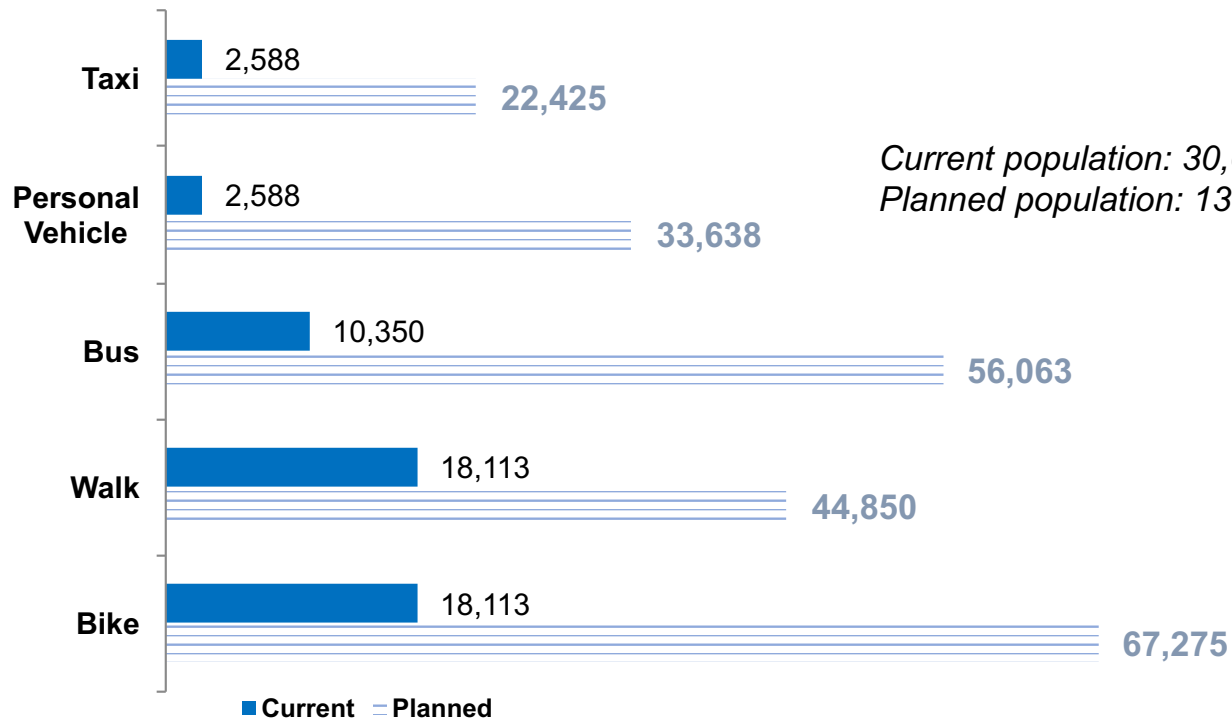 Taxi
2,588
22,425
Current population: 30,
Planned population: 13
Personal
Vehicle
2,588
33,638
Bus
10,350
56,063
Walk
18,113
44,850
Bike
18,113
67,275
Current Planned